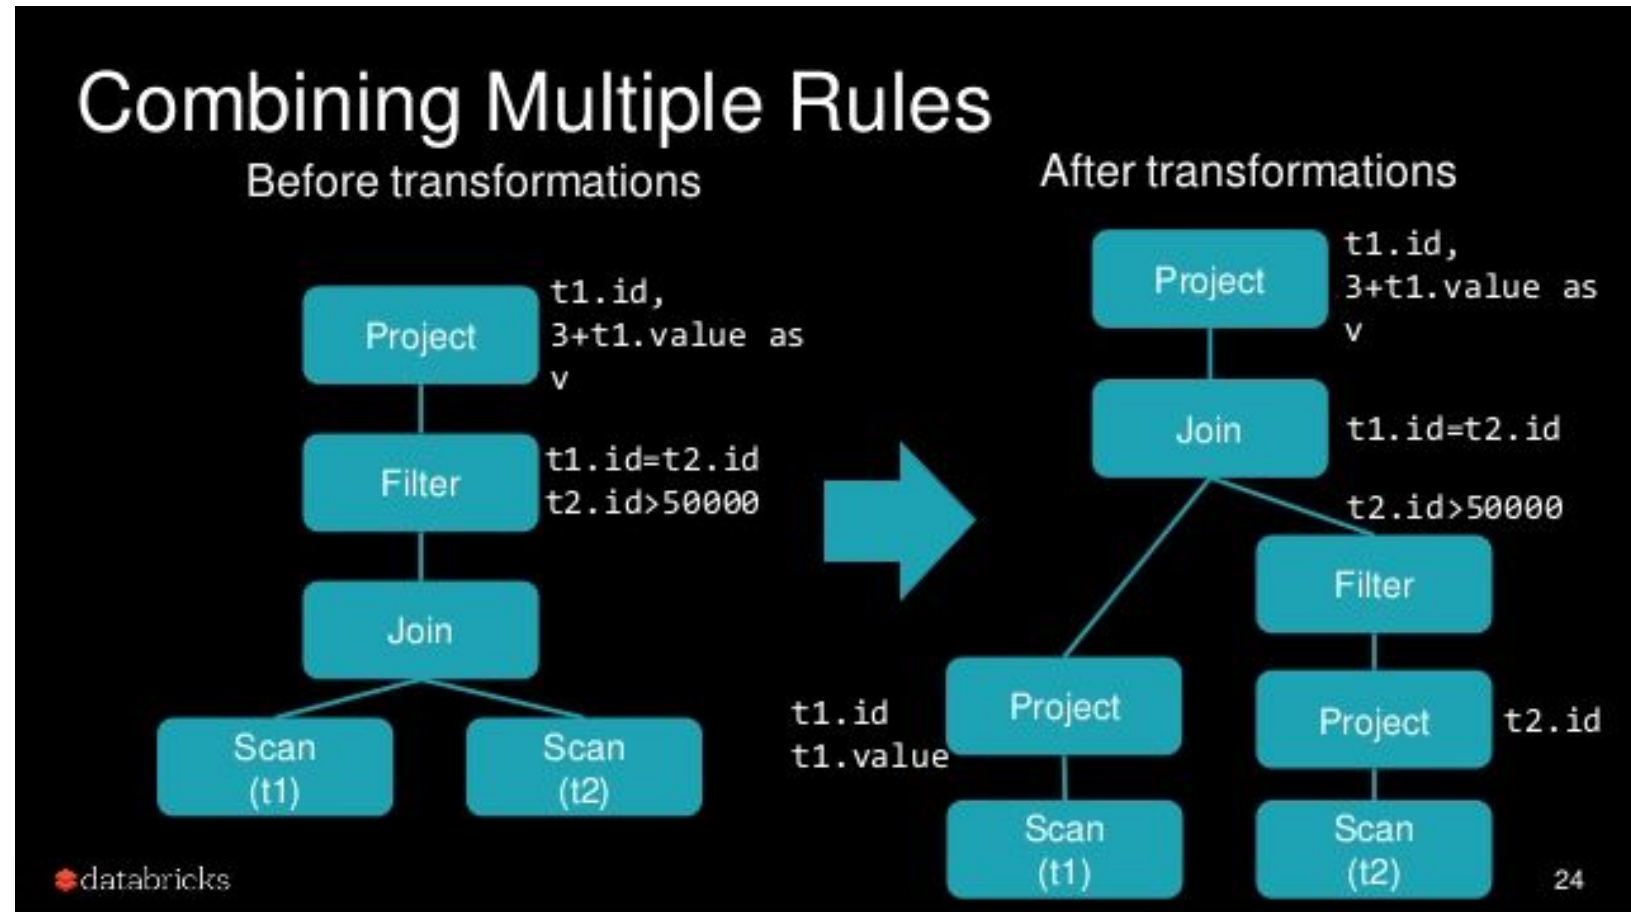 Combining Multiple Rules
Before transformations
Project
t1.id,
3+t1.value as
v
Filter
t1.id=t2.id
t2.id>50000
Join
Scan
(t1)
Scan
(t2)
After transformations
Project
t1.id,
3+t1.value as
v
Join
t1.id=t2.id
t2.id>50000
Filter
t1.id
t1.value
Project
Project
t2.id
Scan
(t1)
Scan
(t2)
databricks
24